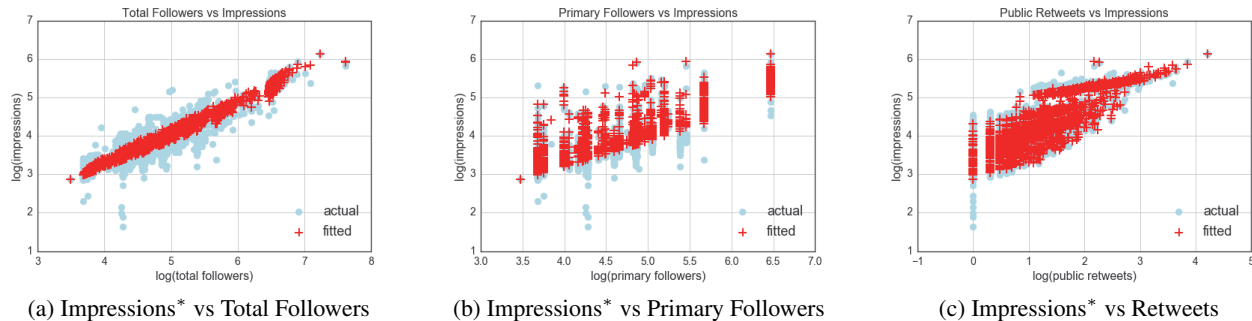 Total Followers vs Impressions
7
6
5
4
3
2
1
log(impressions)
3 4 5 6 7 8
log(total followers)
actual
fitted
(a) Impressions* vs Total Followers
Primary Followers vs Impressions
7
6
5
4
3
2
1
log(impressions)
3.0 3.5 4.0 4.5 5.0 5.5 6.0 6.5 7.0
log(primary followers)
actual
fitted
(b) Impressions* vs Primary Followers
Public Retweets vs Impressions
7
6
5
4
3
2
1
log(impressions)
−1 0 1 2 3 4 5
log(public retweets)
actual
fitted
(c) Impressions* vs Retweets